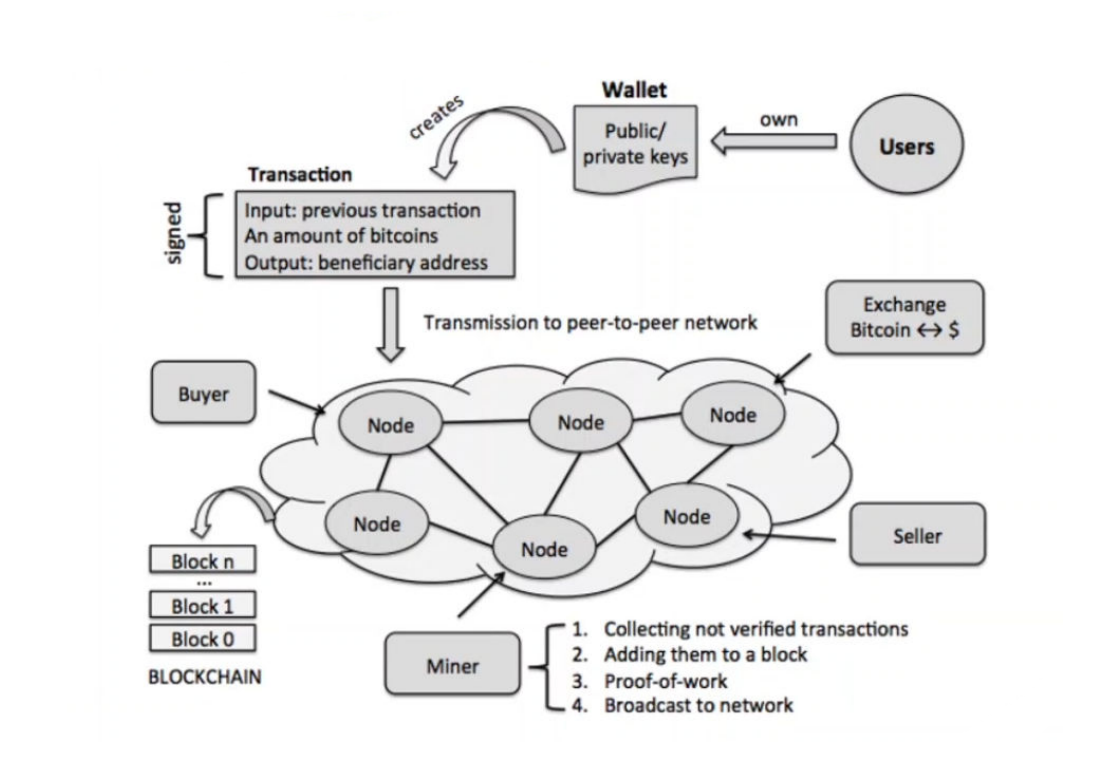 Wallet
Public/
private keys
own
Users
creates
Transaction
signed
Input: previous transaction
An amount of bitcoins
Output: beneficiary address
Transmission to peer-to-peer network
Exchange
Bitcoin ↔ $
Buyer
Node
Node
Node
Node
Node
Node
Seller
Block n
...
Block 1
Block 0
BLOCKCHAIN
Miner
1. Collecting not verified transactions
2. Adding them to a block
3. Proof-of-work
4. Broadcast to network